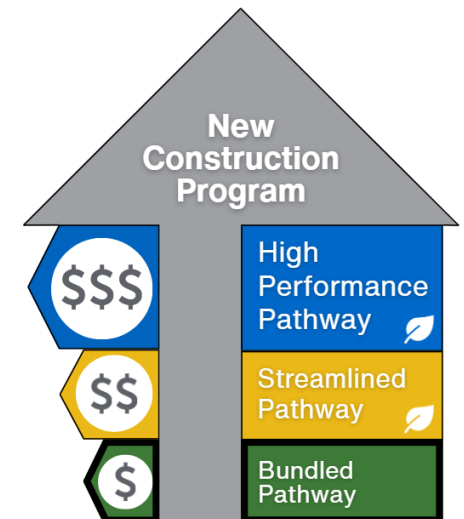 New
Construction
Program
$$$
High
Performance
Pathway
$$
Streamlined
Pathway
$
Bundled
Pathway